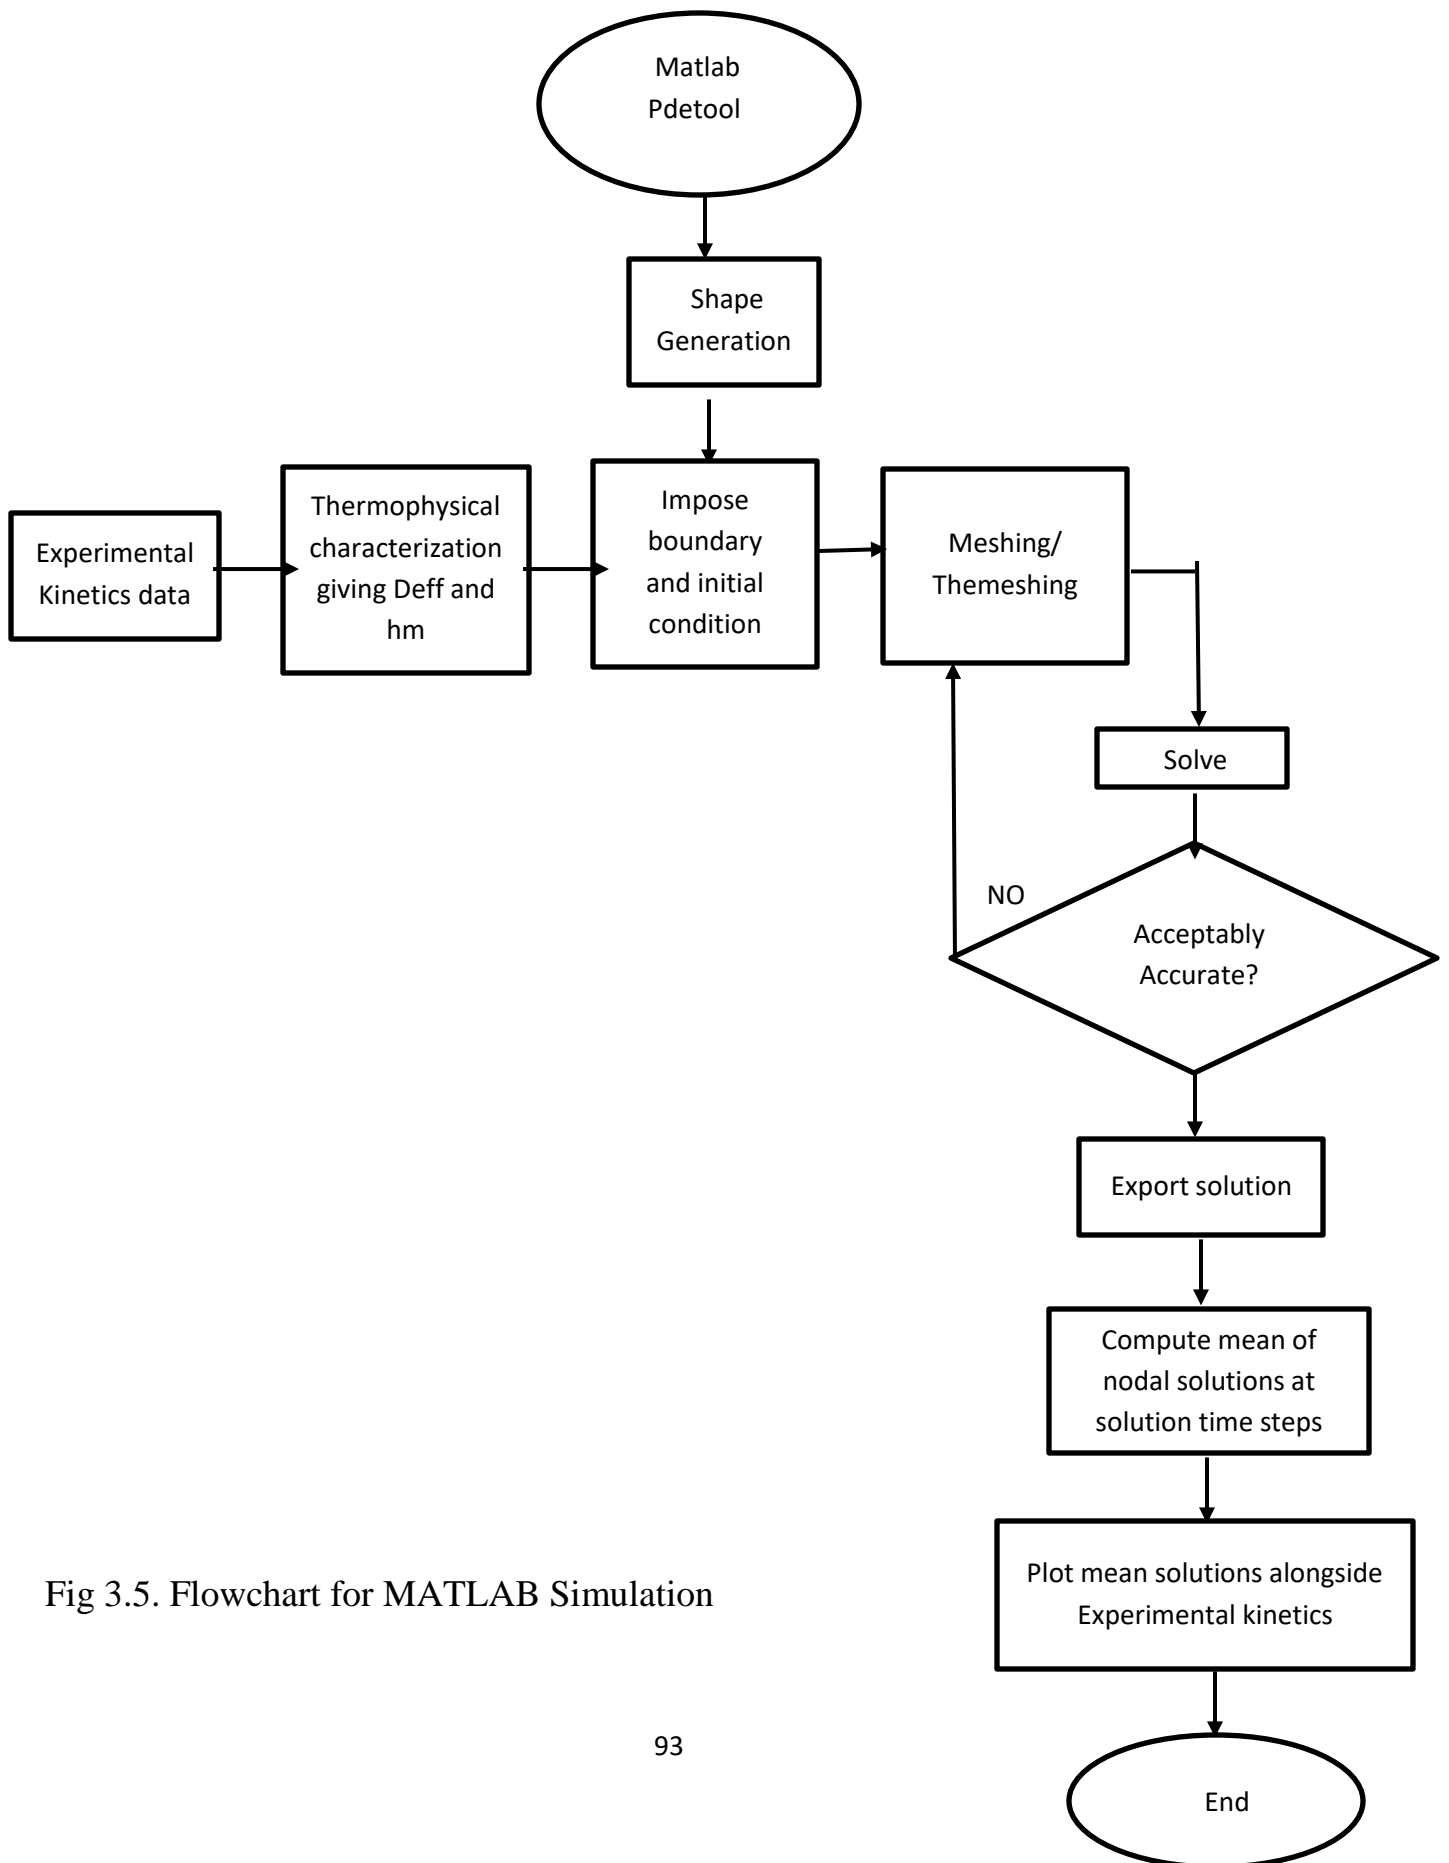 Matlab
Pdetool
Shape
Generation
Experimental
Kinetics data
Thermophysical
characterization
giving Deff and
hm
Impose
boundary
and initial
condition
Meshing/
Themeshing
Solve
NO
Acceptably
Accurate?
Export solution
Compute mean of
nodal solutions at
solution time steps
Plot mean solutions alongside
Experimental kinetics
Fig 3.5. Flowchart for MATLAB Simulation
93
End